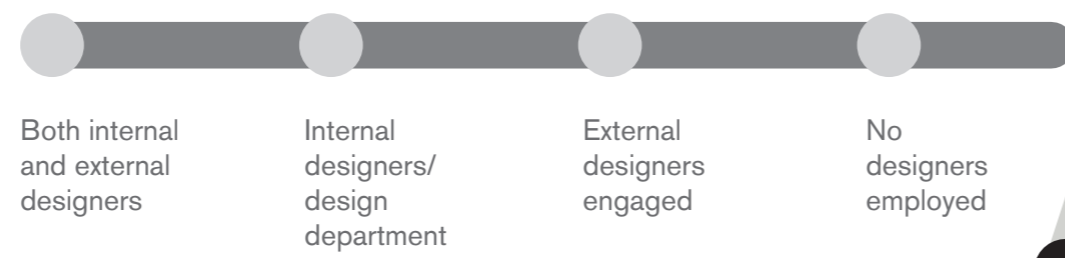 Both internal
and external
designers
Internal
designers/
design
department
External
designers
engaged
No
designers
employed